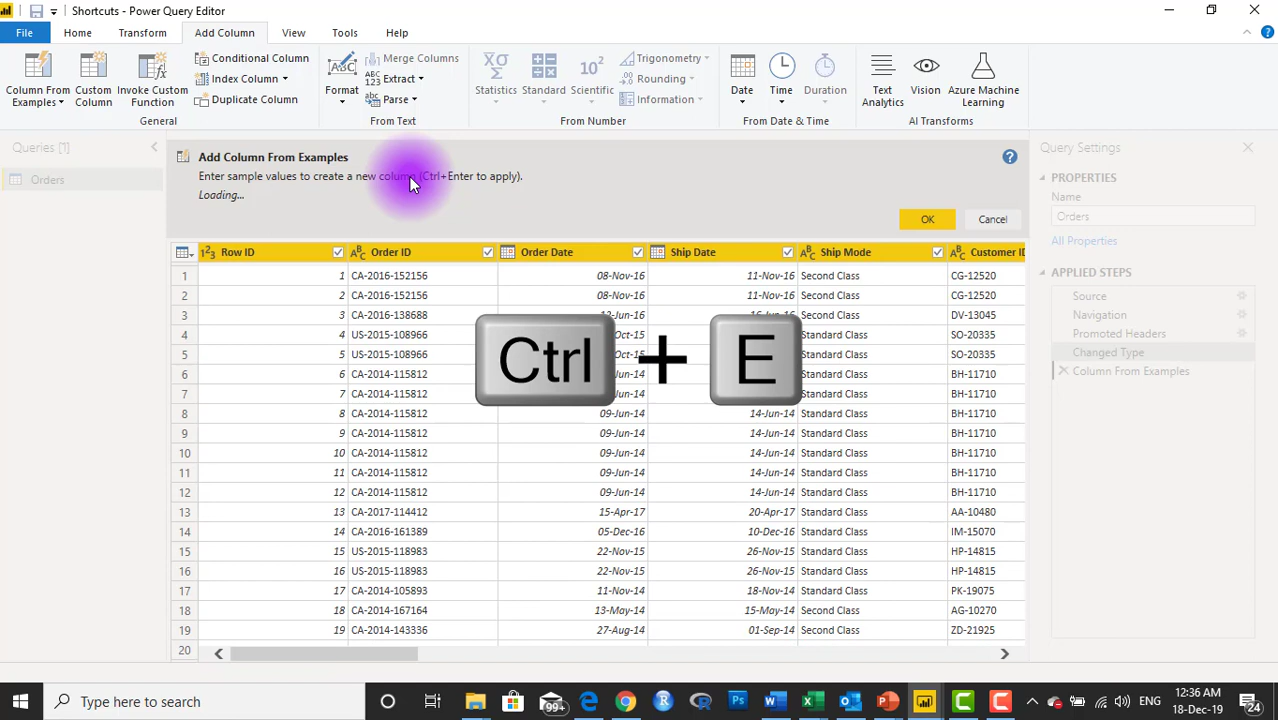 Shortcuts - Power Query Editor
File Home Transform Add Column View Tools Help
Column From Examples
Custom Column
Invoke Custom Function
Conditional Column
Index Column
Duplicate Column
General
Format
Merge Columns
Extract
Parse
From Text
Statistics
Standard
Scientific
Trigonometry
Rounding
Information
From Number
Date
Time
Duration
From Date & Time
Text Analytics
Vision
Azure Machine Learning
AI Transforms
Queries [1]
Orders
Add Column From Examples
Enter sample values to create a new column (Ctrl+Enter to apply).
Loading...
OK Cancel
Row ID Order ID Order Date Ship Date Ship Mode Customer ID
1 1 CA-2016-152156 08-Nov-16 11-Nov-16 Second Class CG-12520
2 2 CA-2016-152156 08-Nov-16 11-Nov-16 Second Class CG-12520
3 3 CA-2016-138688 Second Class DV-13045
4 4 US-2015-108966 Standard Class SO-20335
5 5 US-2015-108966 Standard Class SO-20335
6 6 CA-2014-115812 Standard Class BH-11710
7 7 CA-2014-115812 Standard Class BH-11710
8 8 CA-2014-115812 09-Jun-14 14-Jun-14 Standard Class BH-11710
9 9 CA-2014-115812 09-Jun-14 14-Jun-14 Standard Class BH-11710
10 10 CA-2014-115812 09-Jun-14 14-Jun-14 Standard Class BH-11710
11 11 CA-2014-115812 09-Jun-14 14-Jun-14 Standard Class BH-11710
12 12 CA-2014-115812 09-Jun-14 14-Jun-14 Standard Class BH-11710
13 13 CA-2017-114412 15-Apr-17 20-Apr-17 Standard Class AA-10480
14 14 CA-2016-161389 05-Dec-16 10-Dec-16 Standard Class IM-15070
15 15 US-2015-118983 22-Nov-15 26-Nov-15 Standard Class HP-14815
16 16 US-2015-118983 22-Nov-15 26-Nov-15 Standard Class HP-14815
17 17 CA-2014-105893 11-Nov-14 18-Nov-14 Standard Class PK-19075
18 18 CA-2014-167164 13-May-14 15-May-14 Second Class AG-10270
19 19 CA-2014-143336 27-Aug-14 01-Sep-14 Second Class ZD-21925
20
Ctrl + E
Query Settings
PROPERTIES
Name
Orders
All Properties
APPLIED STEPS
Source
Navigation
Promoted Headers
Changed Type
Column From Examples
Type here to search
99+
ENG
12:36 AM
18-Dec-19
24